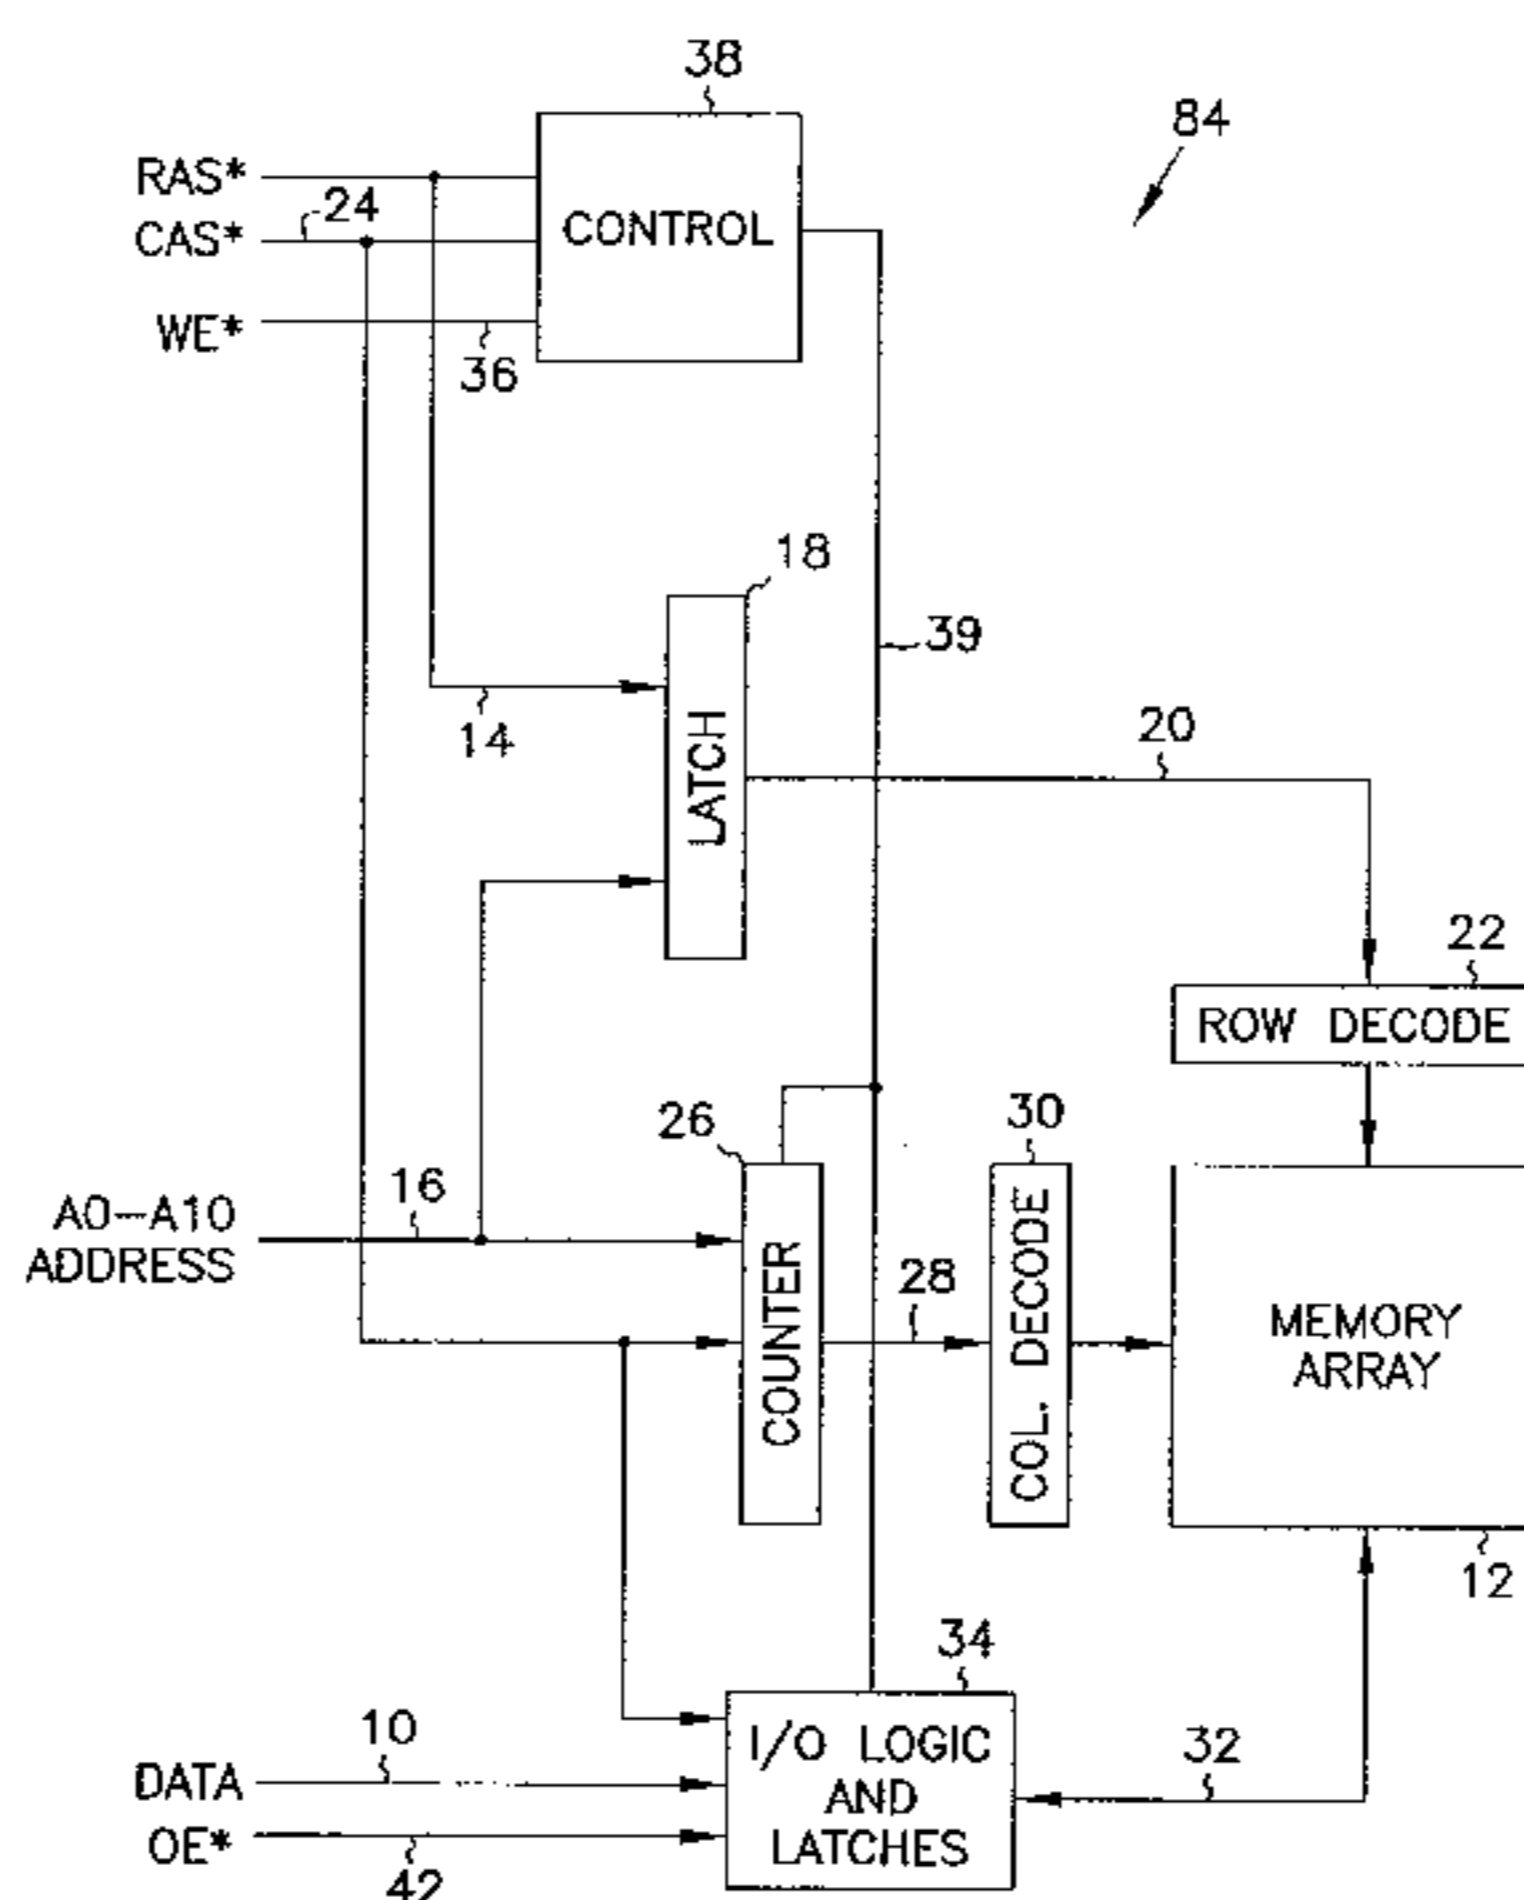 38
84
RAS*
24
CAS*
CONTROL
WE*
36
18
39
14
20
LATCH
22
ROW DECODE
26
30
16
A0-A10
ADDRESS
28
COUNTER
COL. DECODE
MEMORY
ARRAY
12
34
10
I/O LOGIC
AND
LATCHES
32
DATA
OE*
42